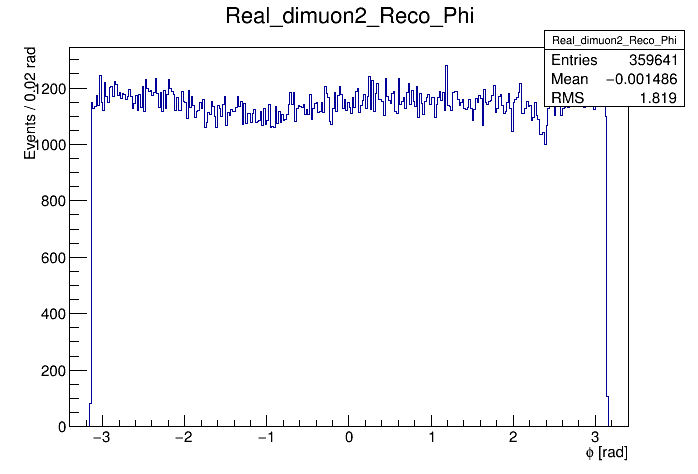 Real_dimuon2_Reco_Phi
Real_dimuon2_Reco_Phi
Entries 359641
Mean −0.001486
RMS 1.819
Events / 0.02 rad
1200
1000
800
600
400
200
0
−3 −2 −1 0 1 2 3
ϕ [rad]